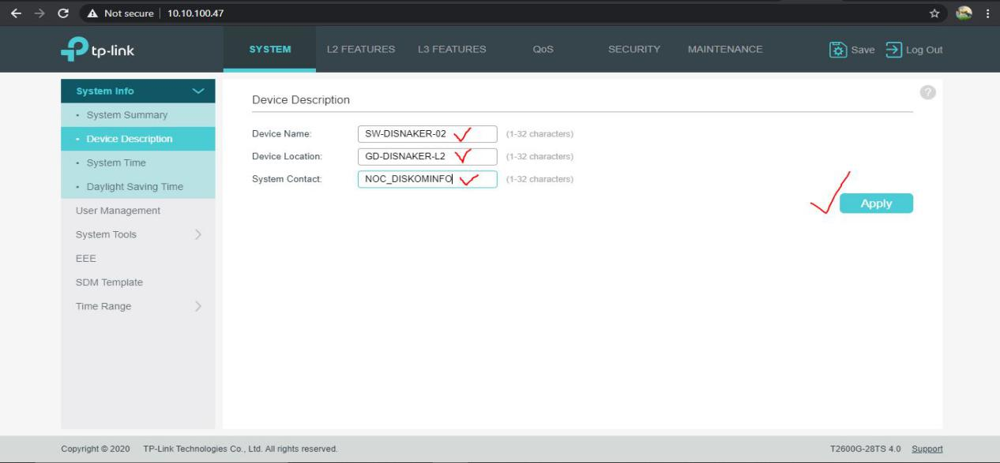 Not secure | 10.10.100.47
tp-link
SYSTEM L2 FEATURES L3 FEATURES QoS SECURITY MAINTENANCE Save Log Out
System Info
• System Summary
• Device Description
• System Time
• Daylight Saving Time
User Management
System Tools
EEE
SDM Template
Time Range
Device Description
?
Device Name: SW-DISNAKER-02 (1-32 characters)
Device Location: GD-DISNAKER-L2 (1-32 characters)
System Contact: NOC_DISKOMINFO (1-32 characters)
Apply
Copyright © 2020 TP-Link Technologies Co., Ltd. All rights reserved. T2600G-28TS 4.0 Support